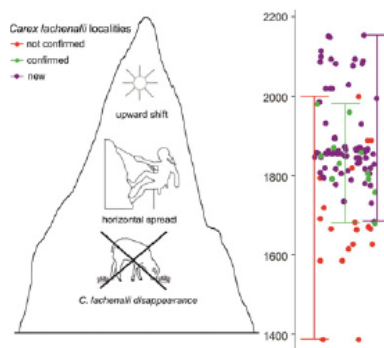 Carex lachenalii localities
not confirmed
confirmed
new
upward shift
horizontal spread
C. lachenalii disappearance
2200
2000
1800
1600
1400